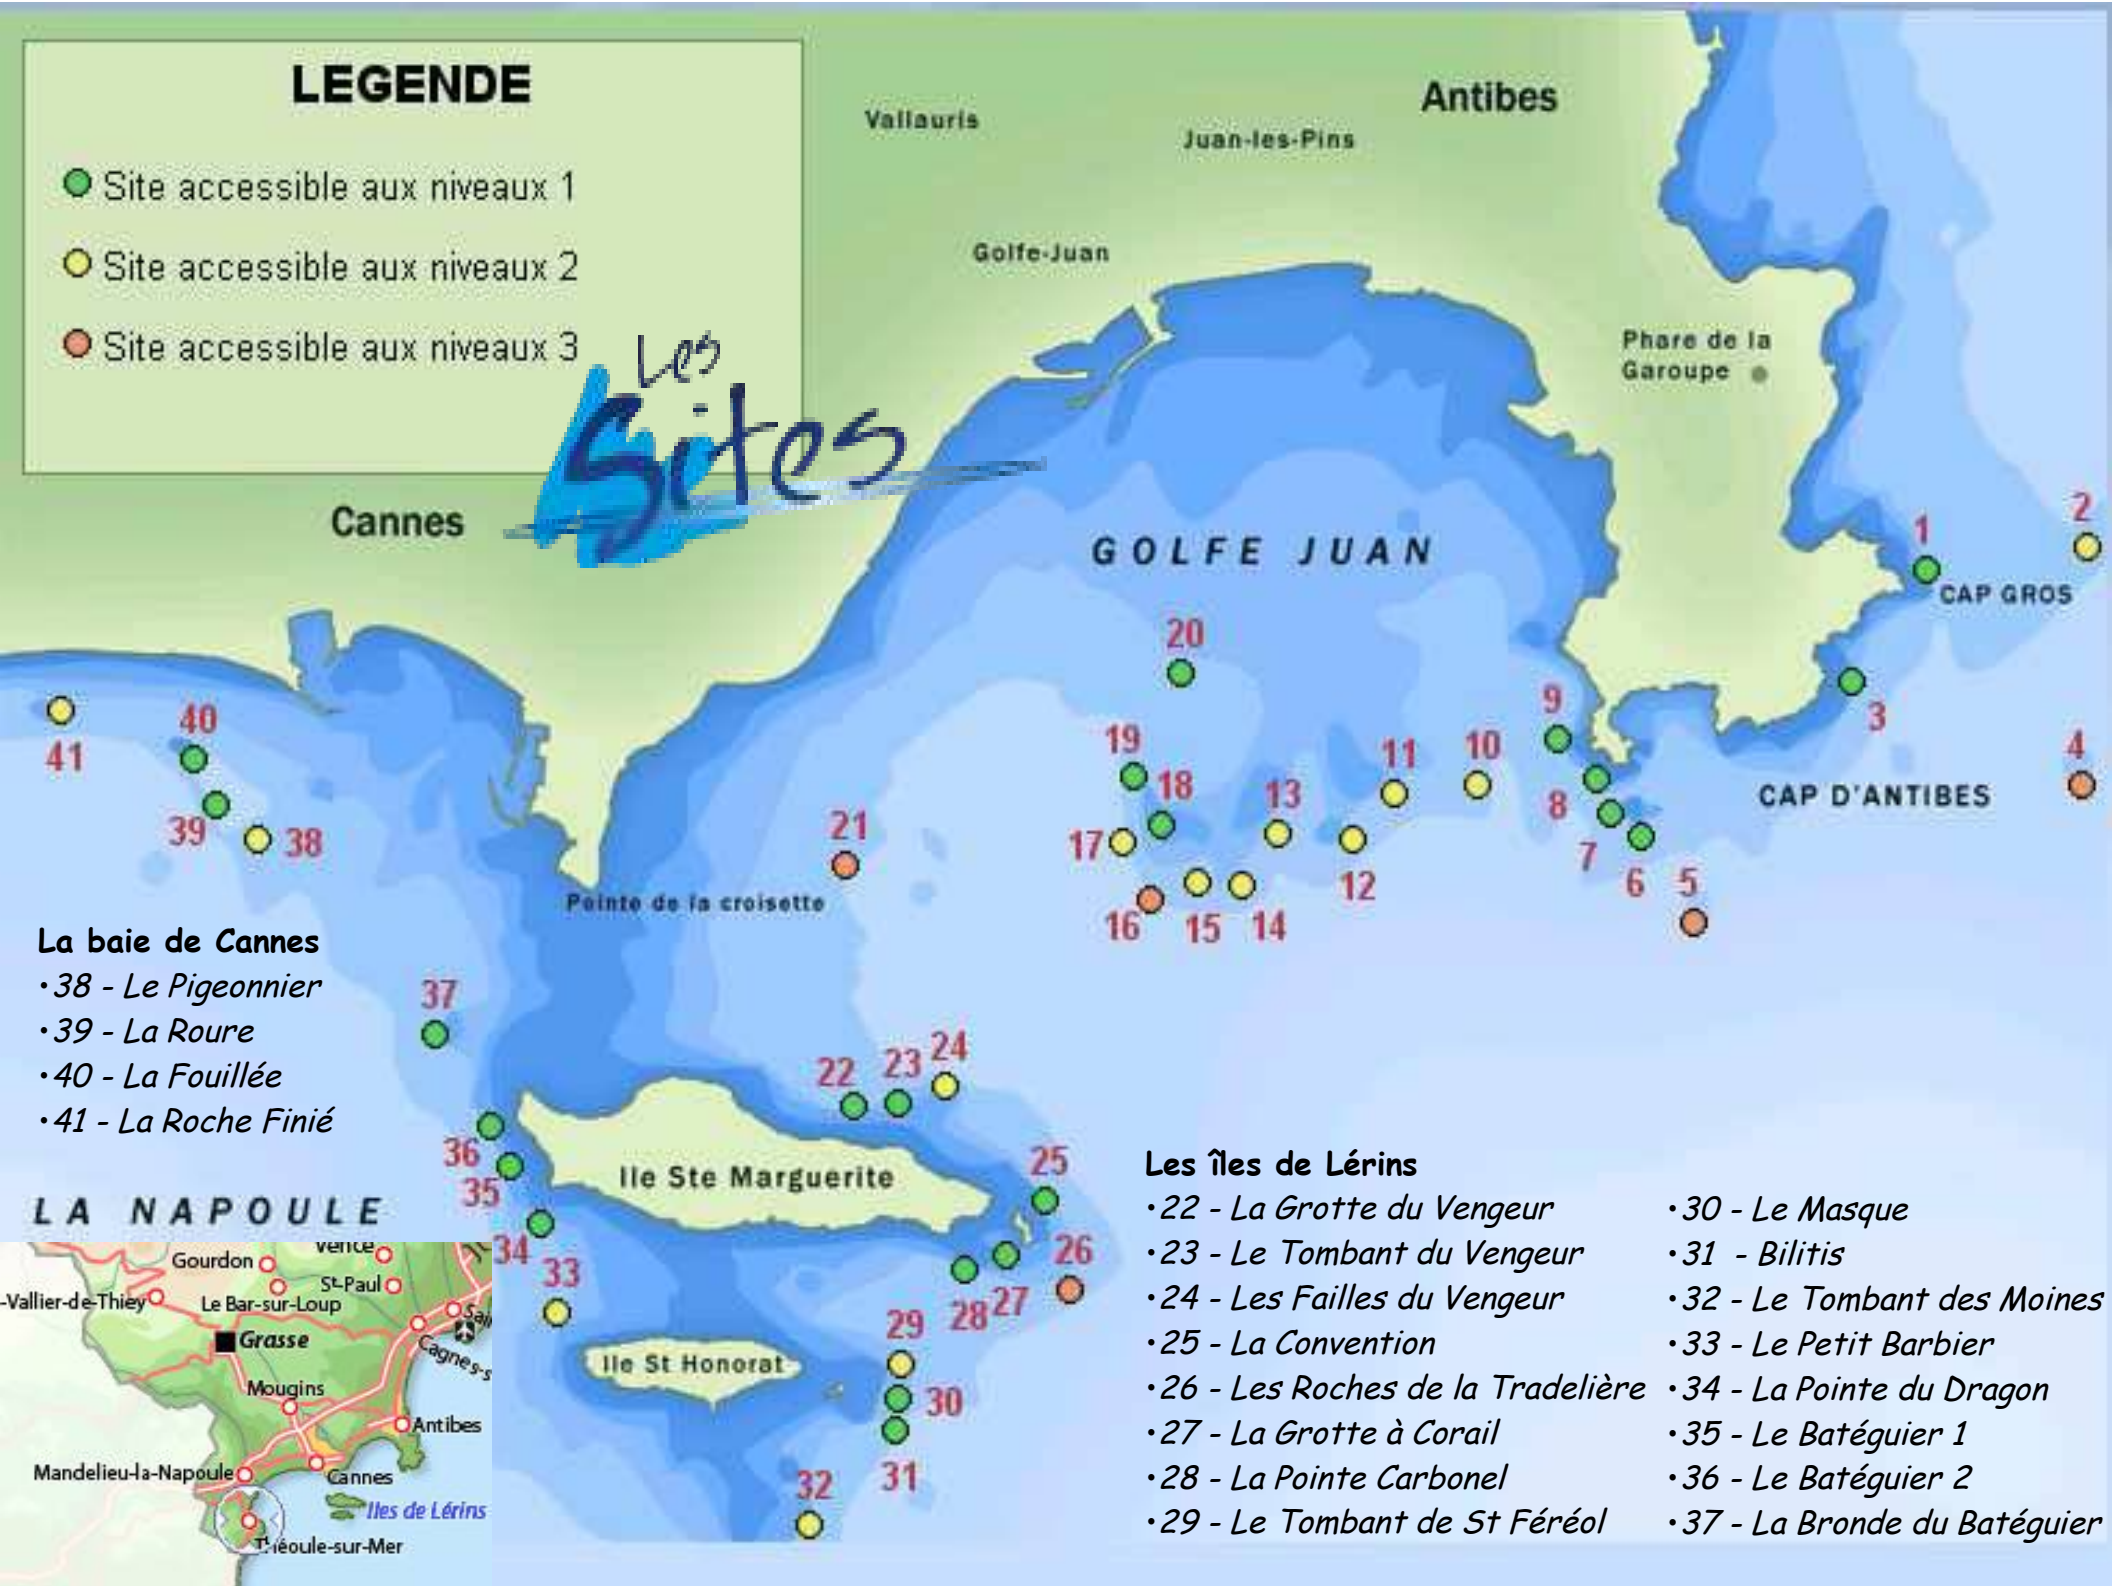 LEGENDE
Site accessible aux niveaux 1
Site accessible aux niveaux 2
Site accessible aux niveaux 3
Les
Sites
Vallauris
Juan-les-Pins
Antibes
Golfe-Juan
Phare de la
Garoupe
Cannes
GOLFE JUAN
1
2
CAP GROS
20
3
9
4
40
41
19
18
11
10
13
CAP D'ANTIBES
8
39
38
21
17
12
7
6
5
16
15
14
Pointe de la croisette
La baie de Cannes
•38 - Le Pigeonnier
•39 - La Roure
•40 - La Fouillée
•41 - La Roche Finié
37
22
23
24
36
35
Ile Ste Marguerite
25
34
33
26
28
27
29
Ile St Honorat
30
31
32
LA NAPOULE
Les îles de Lérins
•22 - La Grotte du Vengeur
•23 - Le Tombant du Vengeur
•24 - Les Failles du Vengeur
•25 - La Convention
•26 - Les Roches de la Tradelière
•27 - La Grotte à Corail
•28 - La Pointe Carbonel
•29 - Le Tombant de St Féréol
•30 - Le Masque
•31 - Bilitis
•32 - Le Tombant des Moines
•33 - Le Petit Barbier
•34 - La Pointe du Dragon
•35 - Le Batéguier 1
•36 - Le Batéguier 2
•37 - La Bronde du Batéguier
Vence
Gourdon
St-Paul
-Vallier-de-Thiey
Le Bar-sur-Loup
Sai
Grasse
Cagnes-s
Mougins
Antibes
Mandelieu-la-Napoule
Cannes
Iles de Lérins
Théoule-sur-Mer